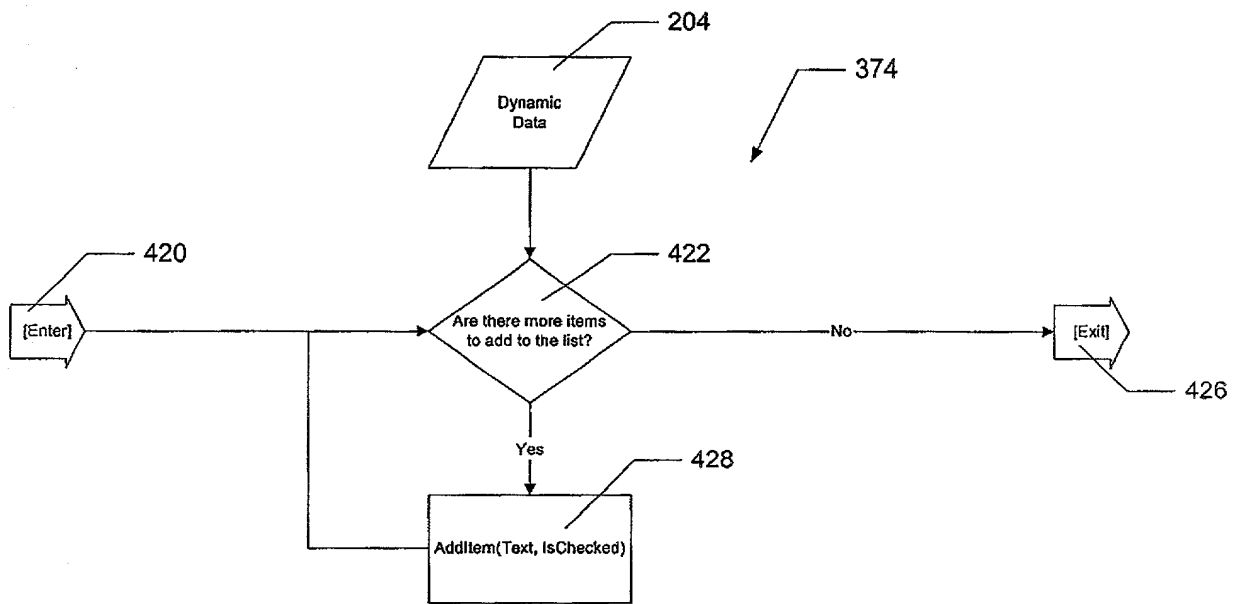 204
374
Dynamic
Data
420
422
[Enter]
Are there more items
to add to the list?
No
[Exit]
426
Yes
428
AddItem(Text, IsChecked)